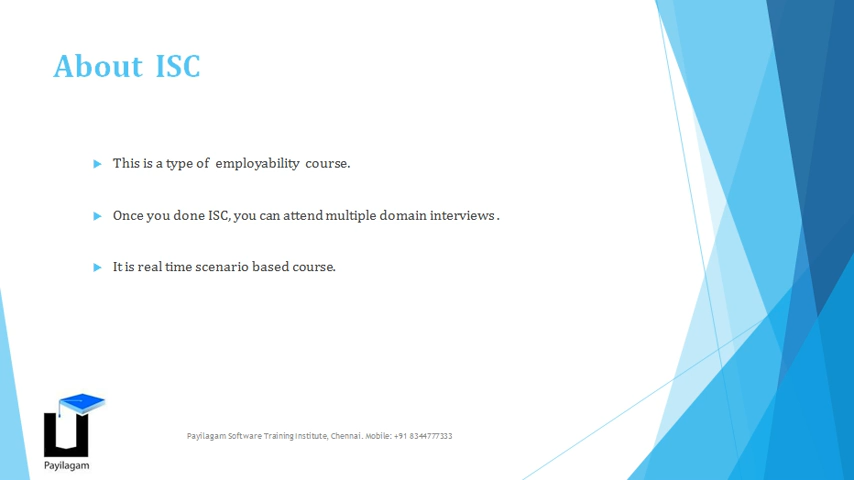 About ISC
This is a type of employability course.
Once you done ISC, you can attend multiple domain interviews.
It is real time scenario based course.
Payilagam Software Training Institute, Chennai. Mobile: +91 8344777333
Payilagam